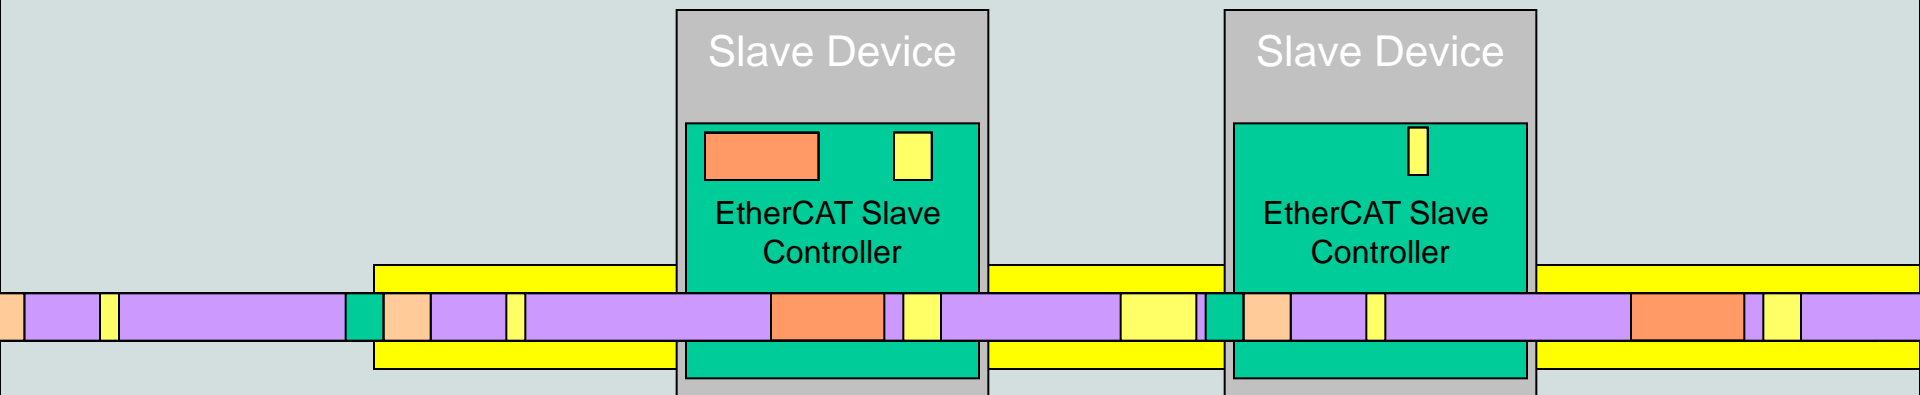 Slave Device
EtherCAT Slave
Controller
Slave Device
EtherCAT Slave
Controller